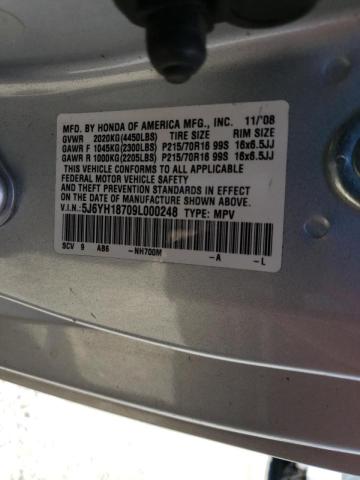 MFD. BY HONDA OF AMERICA MFG., INC. 11/'08
GVWR 2020KG(4450LBS) TIRE SIZE RIM SIZE
GAWR F 1045KG(2300LBS) P215/70R16 99S 16x6.5JJ
GAWR R 1000KG(2205LBS) P215/70R16 99S 16x6.5JJ
THIS VEHICLE CONFORMS TO ALL APPLICABLE
FEDERAL MOTOR VEHICLE SAFETY
AND THEFT PREVENTION STANDARDS IN EFFECT
ON THE DATE OF MANUFACTURE SHOWN ABOVE.
V.I.N.:5J6YH18709L000248 TYPE: MPV
SCV 9 AB6 -NH700M -A -L